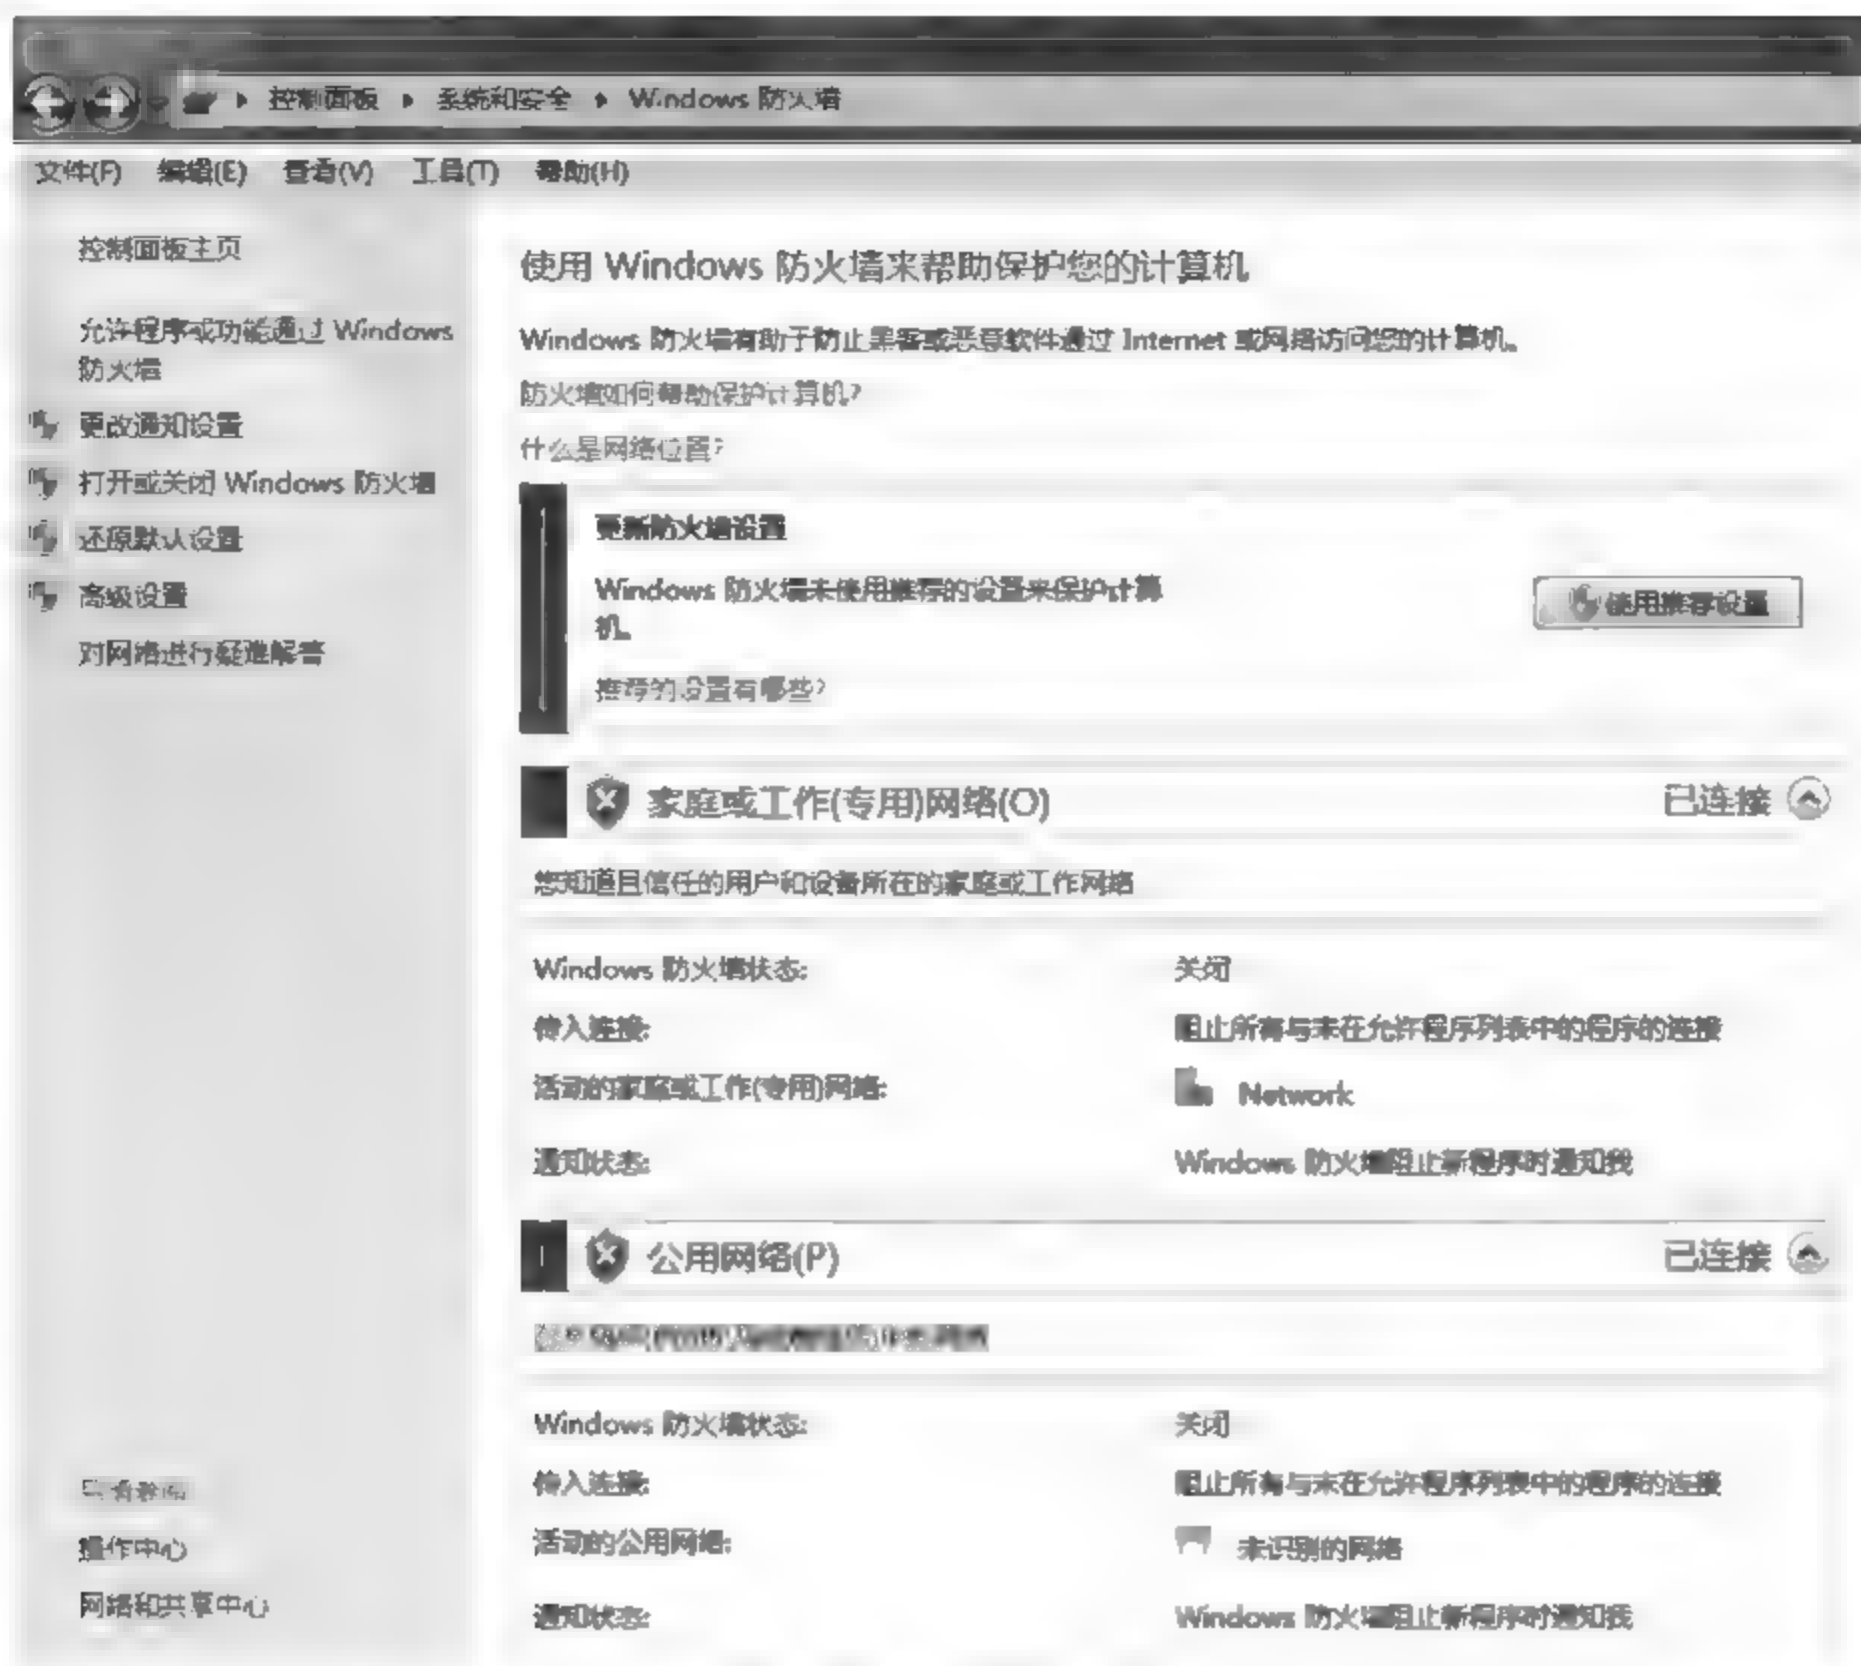 控制面板 ▸ 系统和安全 ▸ Windows 防火墙
文件(F) 编辑(E) 查看(V) 工具(T) 帮助(H)
控制面板主页
允许程序或功能通过 Windows
防火墙
更改通知设置
打开或关闭 Windows 防火墙
还原默认设置
高级设置
对网络进行疑难解答
使用 Windows 防火墙来帮助保护您的计算机
Windows 防火墙有助于防止黑客或恶意软件通过 Internet 或网络访问您的计算机。
防火墙如何帮助保护计算机?
什么是网络位置?
更新防火墙设置
Windows 防火墙未使用推荐的设置来保护计算
机。
使用推荐设置
推荐的设置有哪些?
家庭或工作(专用)网络(O) 已连接
您知道且信任的用户和设备所在的家庭或工作网络
Windows 防火墙状态: 关闭
传入连接: 阻止所有与未在允许程序列表中的程序的连接
活动的家庭或工作(专用)网络: Network
通知状态: Windows 防火墙阻止新程序时通知我
公用网络(P) 已连接
Windows 防火墙状态: 关闭
传入连接: 阻止所有与未在允许程序列表中的程序的连接
活动的公用网络: 未识别的网络
通知状态: Windows 防火墙阻止新程序时通知我
操作中心
网络和共享中心